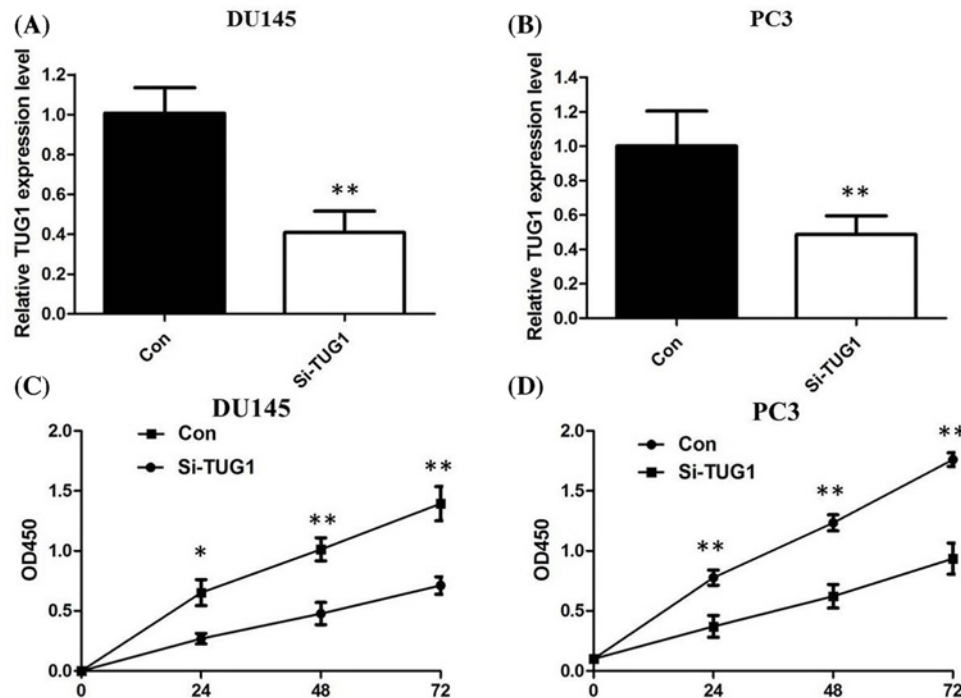 (A)
DU145
Relative TUG1 expression level
1.2
1.0
0.8
0.6
0.4
0.2
0.0
**
Con
Si-TUG1
(B)
PC3
Relative TUG1 expression level
1.4
1.2
1.0
0.8
0.6
0.4
0.2
0.0
**
Con
Si-TUG1
(C)
DU145
Con
Si-TUG1
OD450
2.0
1.5
1.0
0.5
0.0
*
**
**
0 24 48 72
(D)
PC3
Con
Si-TUG1
OD450
2.0
1.5
1.0
0.5
0.0
**
**
**
0 24 48 72